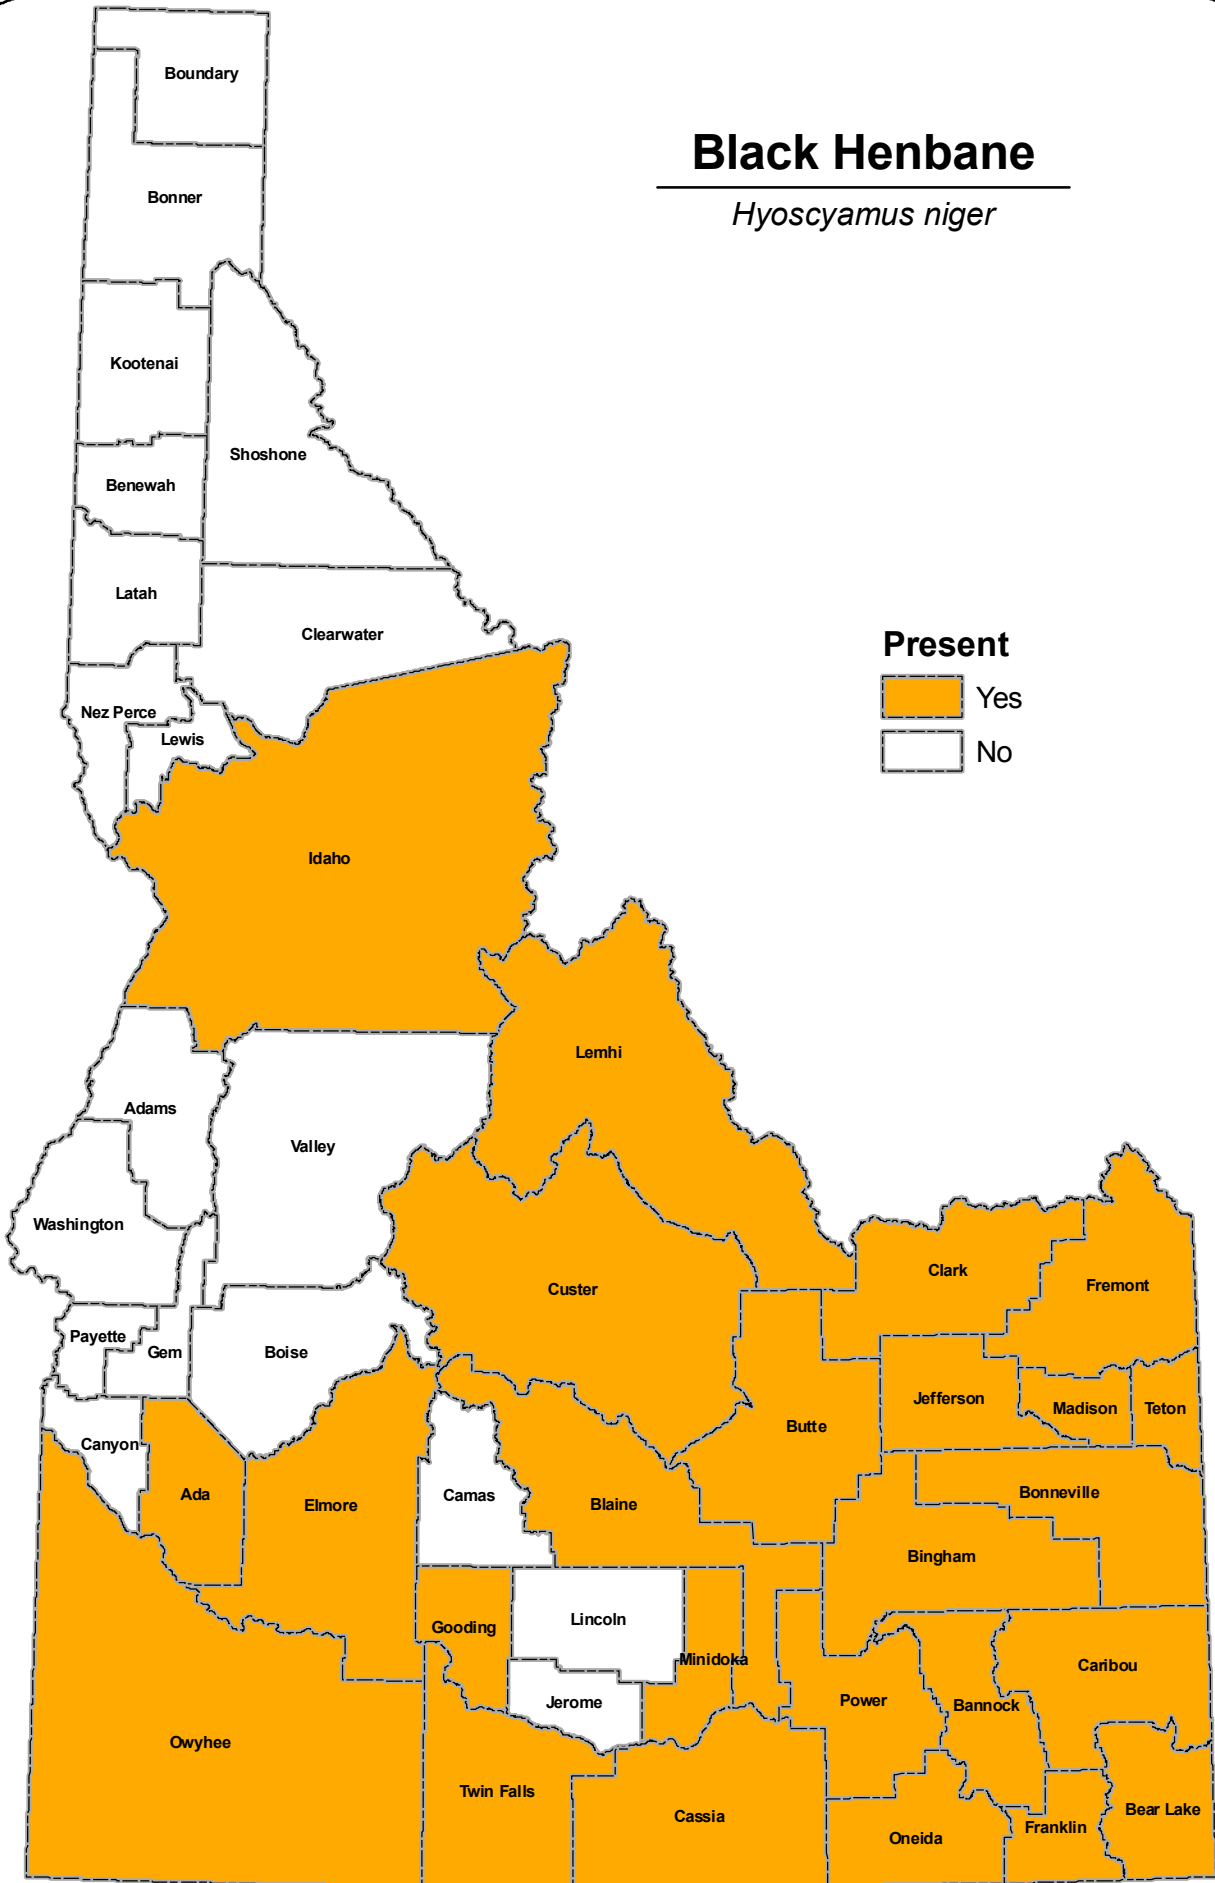 Boundary
Black Henbane
Bonner
Hyoscyamus niger
Kootenai
Shoshone
Benewah
Latah
Clearwater
Present
Yes
Nez Perce
Lewis
No
Idaho
Lemhi
Adams
Valley
Washington
Clark
Custer
Fremont
Payette
Gem
Boise
Jefferson
Madison
Teton
Butte
Canyon
Ada
Elmore
Camas
Blaine
Bonneville
Bingham
Lincoln
Gooding
Minidoka
Caribou
Jerome
Power
Bannock
Owyhee
Twin Falls
Cassia
Bear Lake
Franklin
Oneida